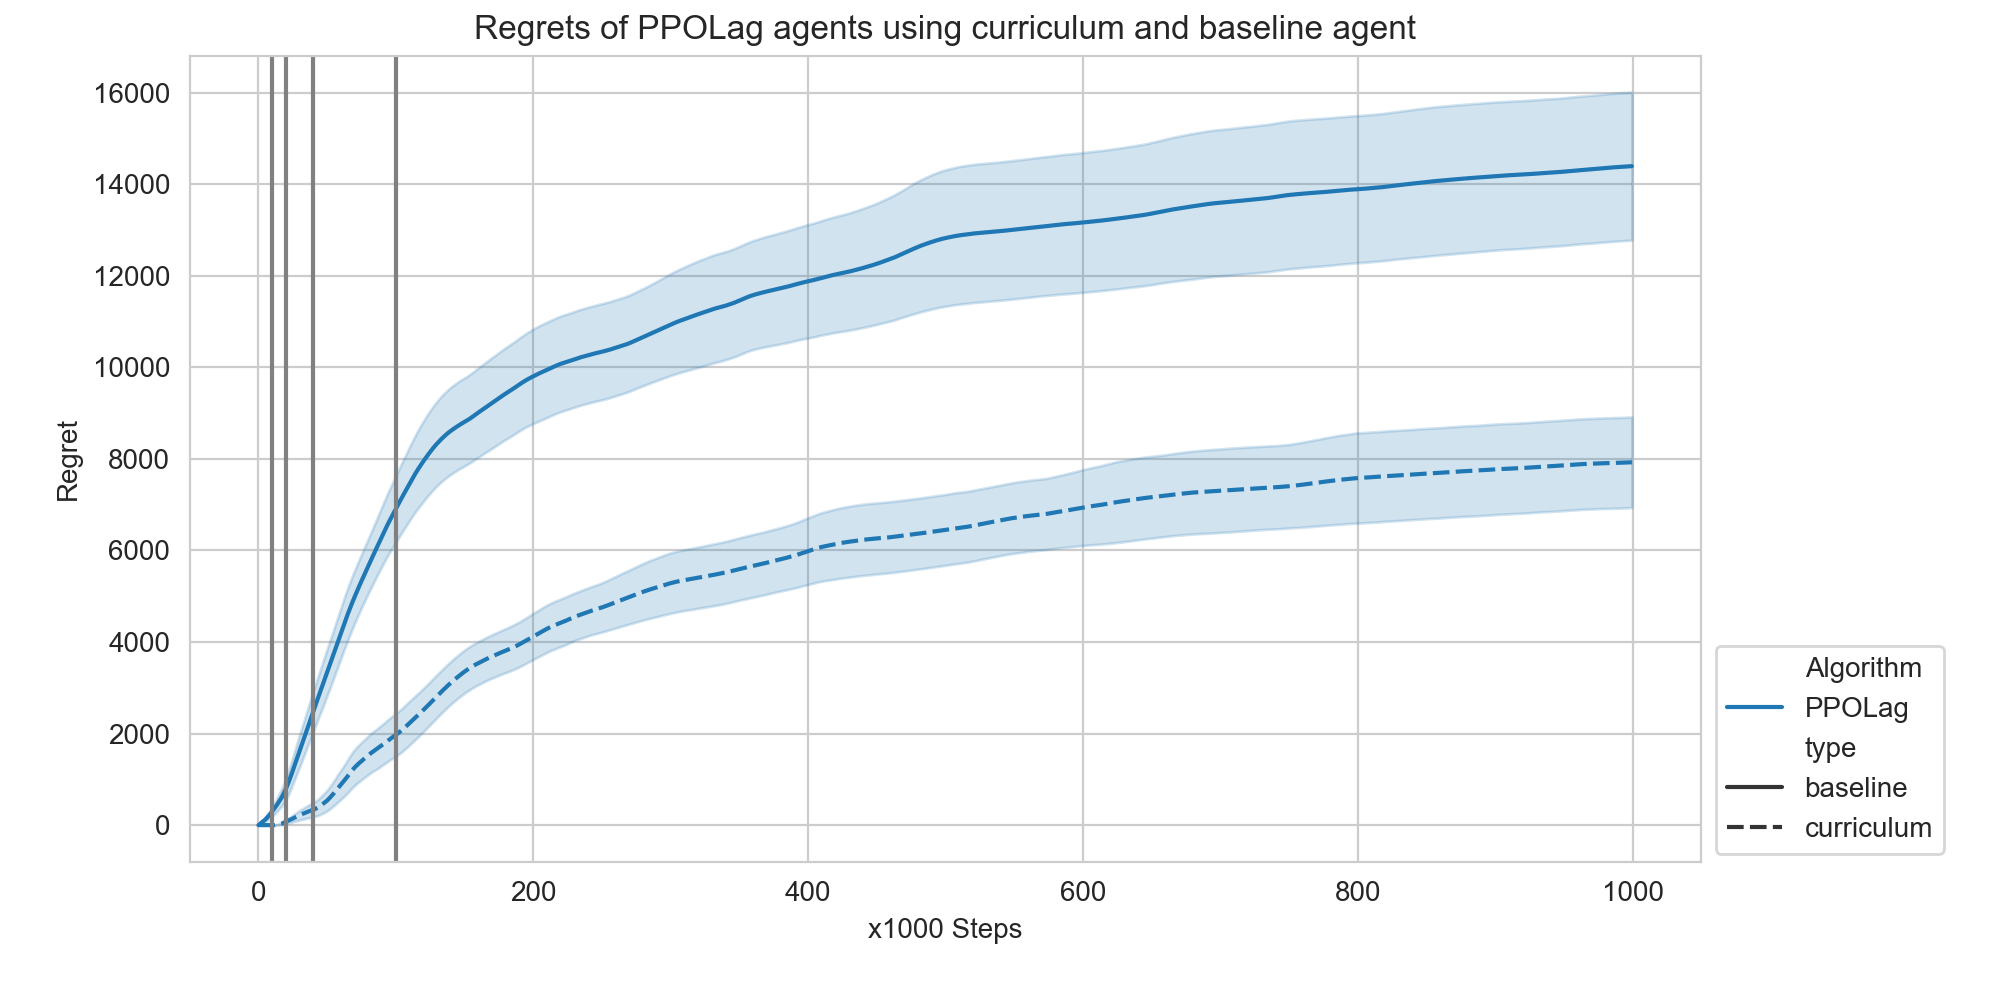 Regrets of PPOLag agents using curriculum and baseline agent
16000
14000
12000
10000
8000
6000
4000
2000
0
Regret
0 200 400 600 800 1000
x1000 Steps
Algorithm
PPOLag
type
baseline
curriculum